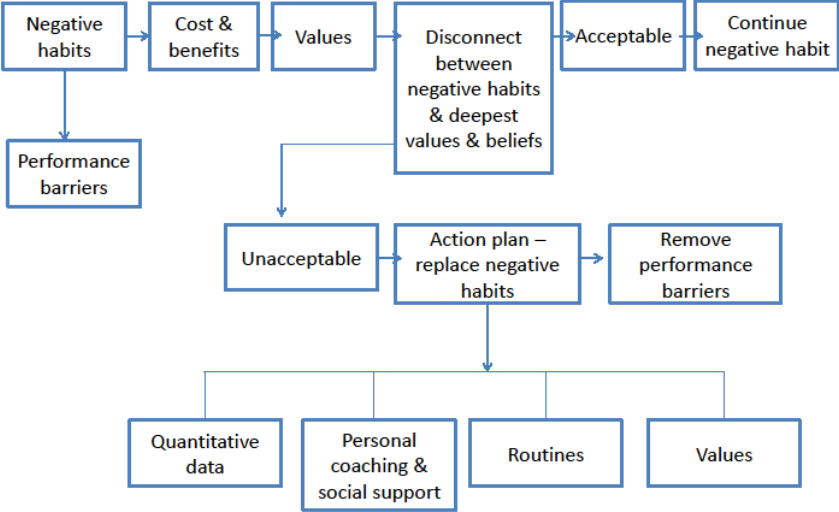 Negative
habits
Cost &
benefits
Values
Disconnect
between
negative habits
& deepest
values & beliefs
Acceptable
Continue
negative habit
Performance
barriers
Unacceptable
Action plan –
replace negative
habits
Remove
performance
barriers
Quantitative
data
Personal
coaching &
social support
Routines
Values